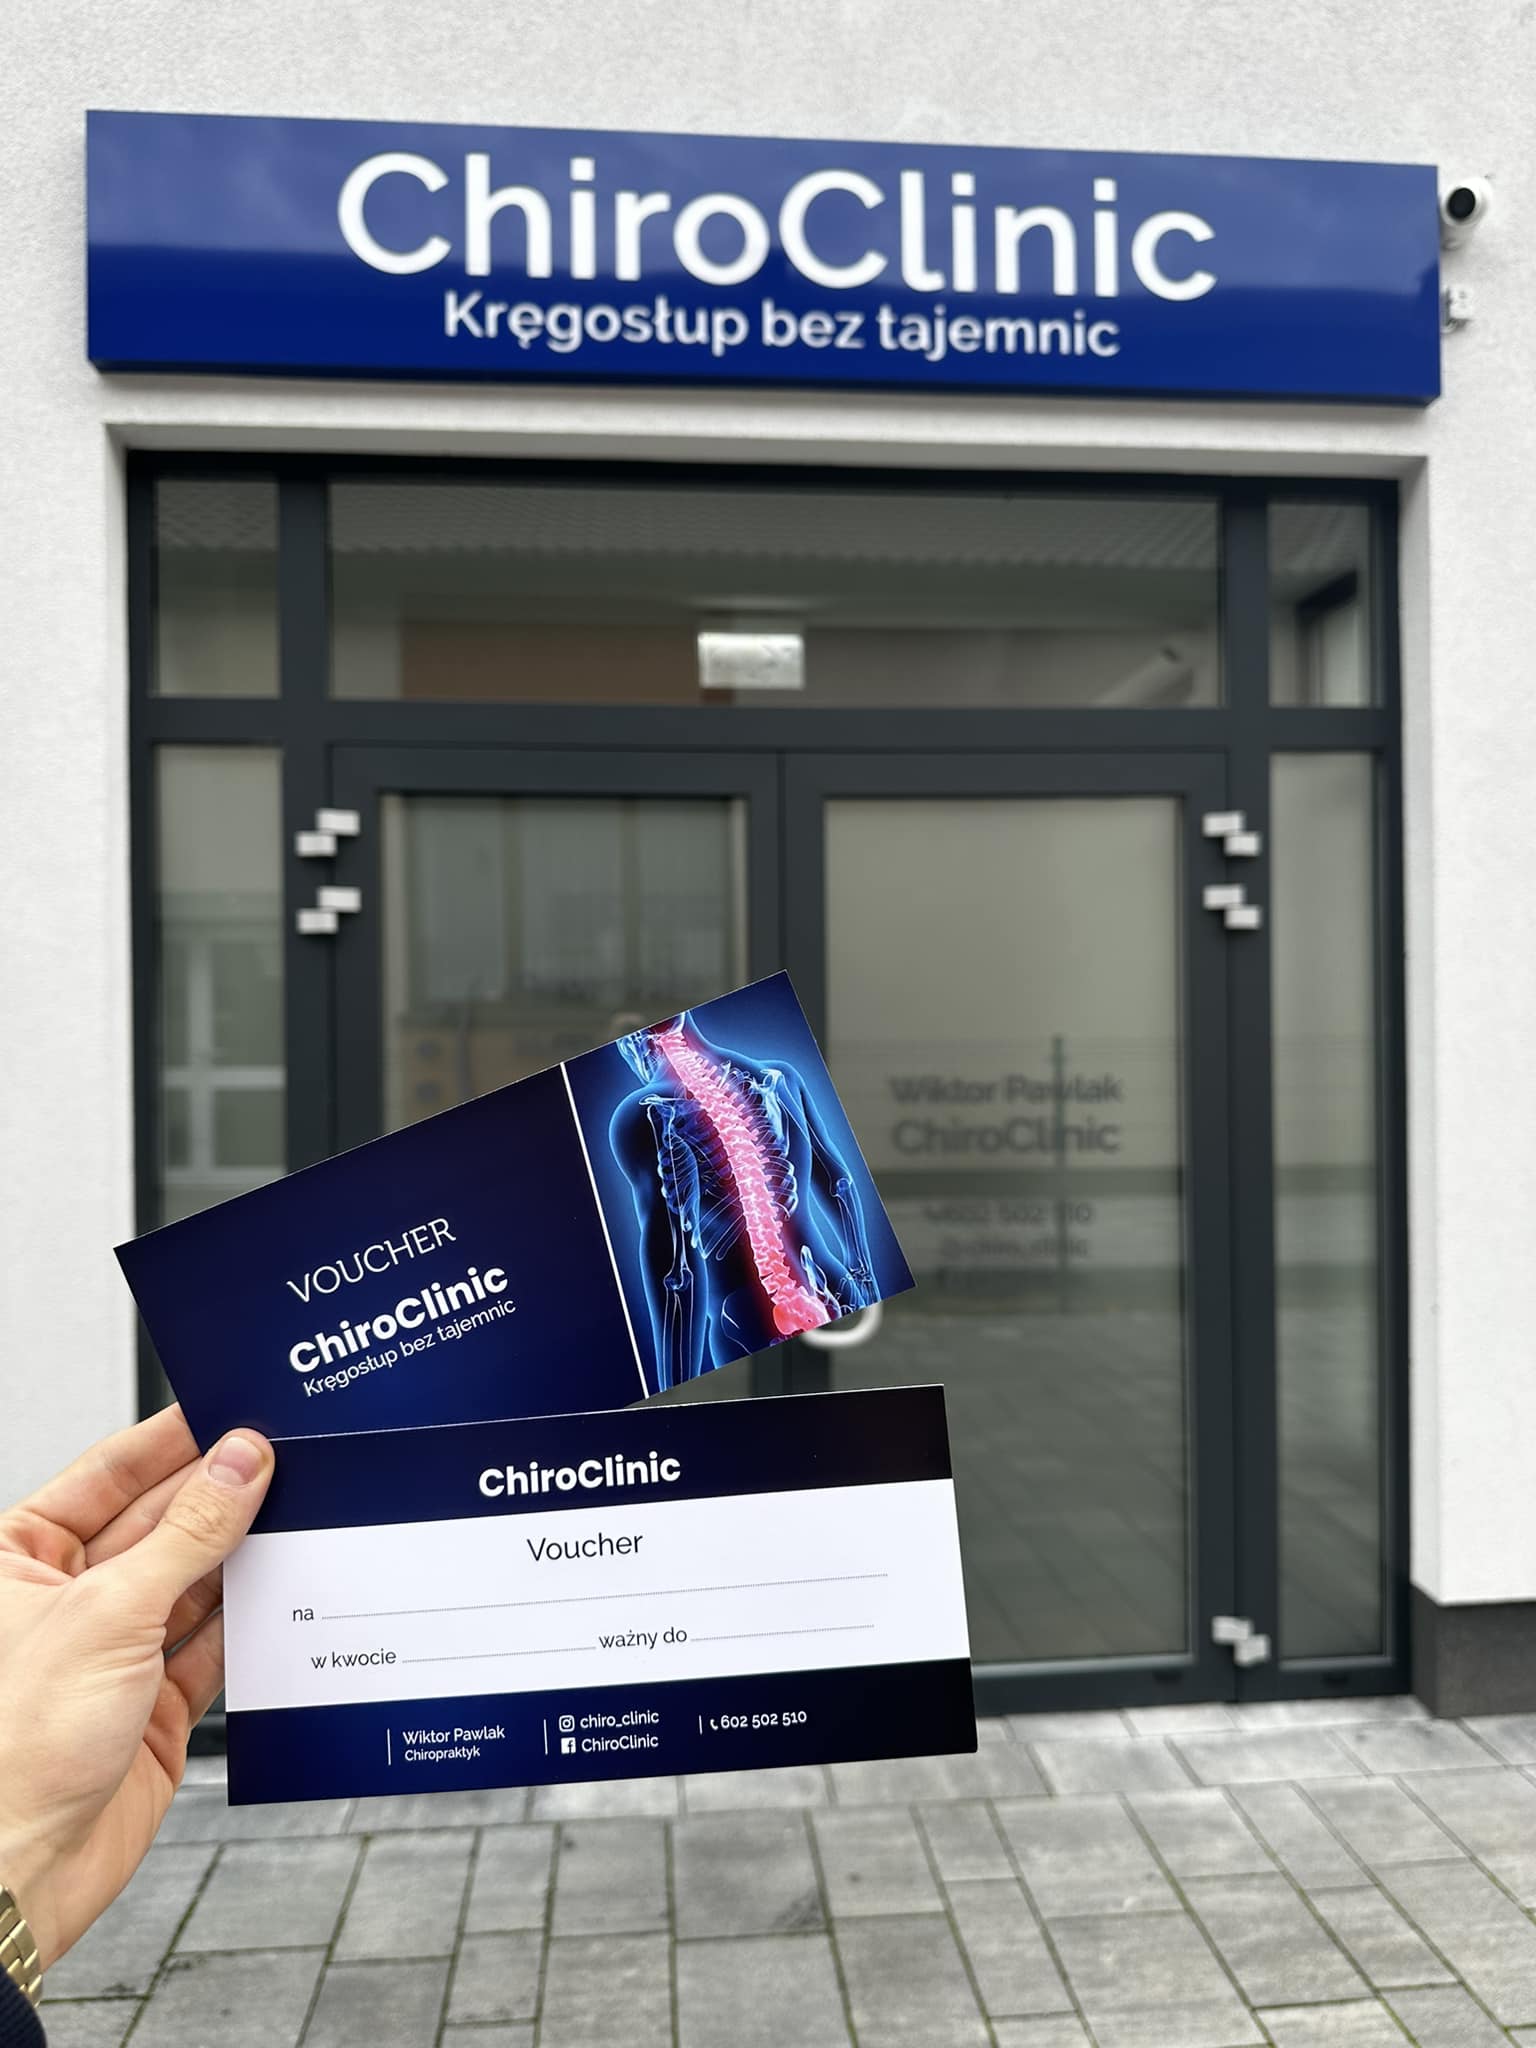 ChiroClinic
Kręgosłup bez tajemnic
Wiktor Pawlak
ChiroClinic
602 502 510
@chiro_clinic
VOUCHER
ChiroClinic
Kręgosłup bez tajemnic
ChiroClinic
Voucher
na
w kwocie ważny do
Wiktor Pawlak
Chiropraktyk
chiro_clinic
ChiroClinic
602 502 510